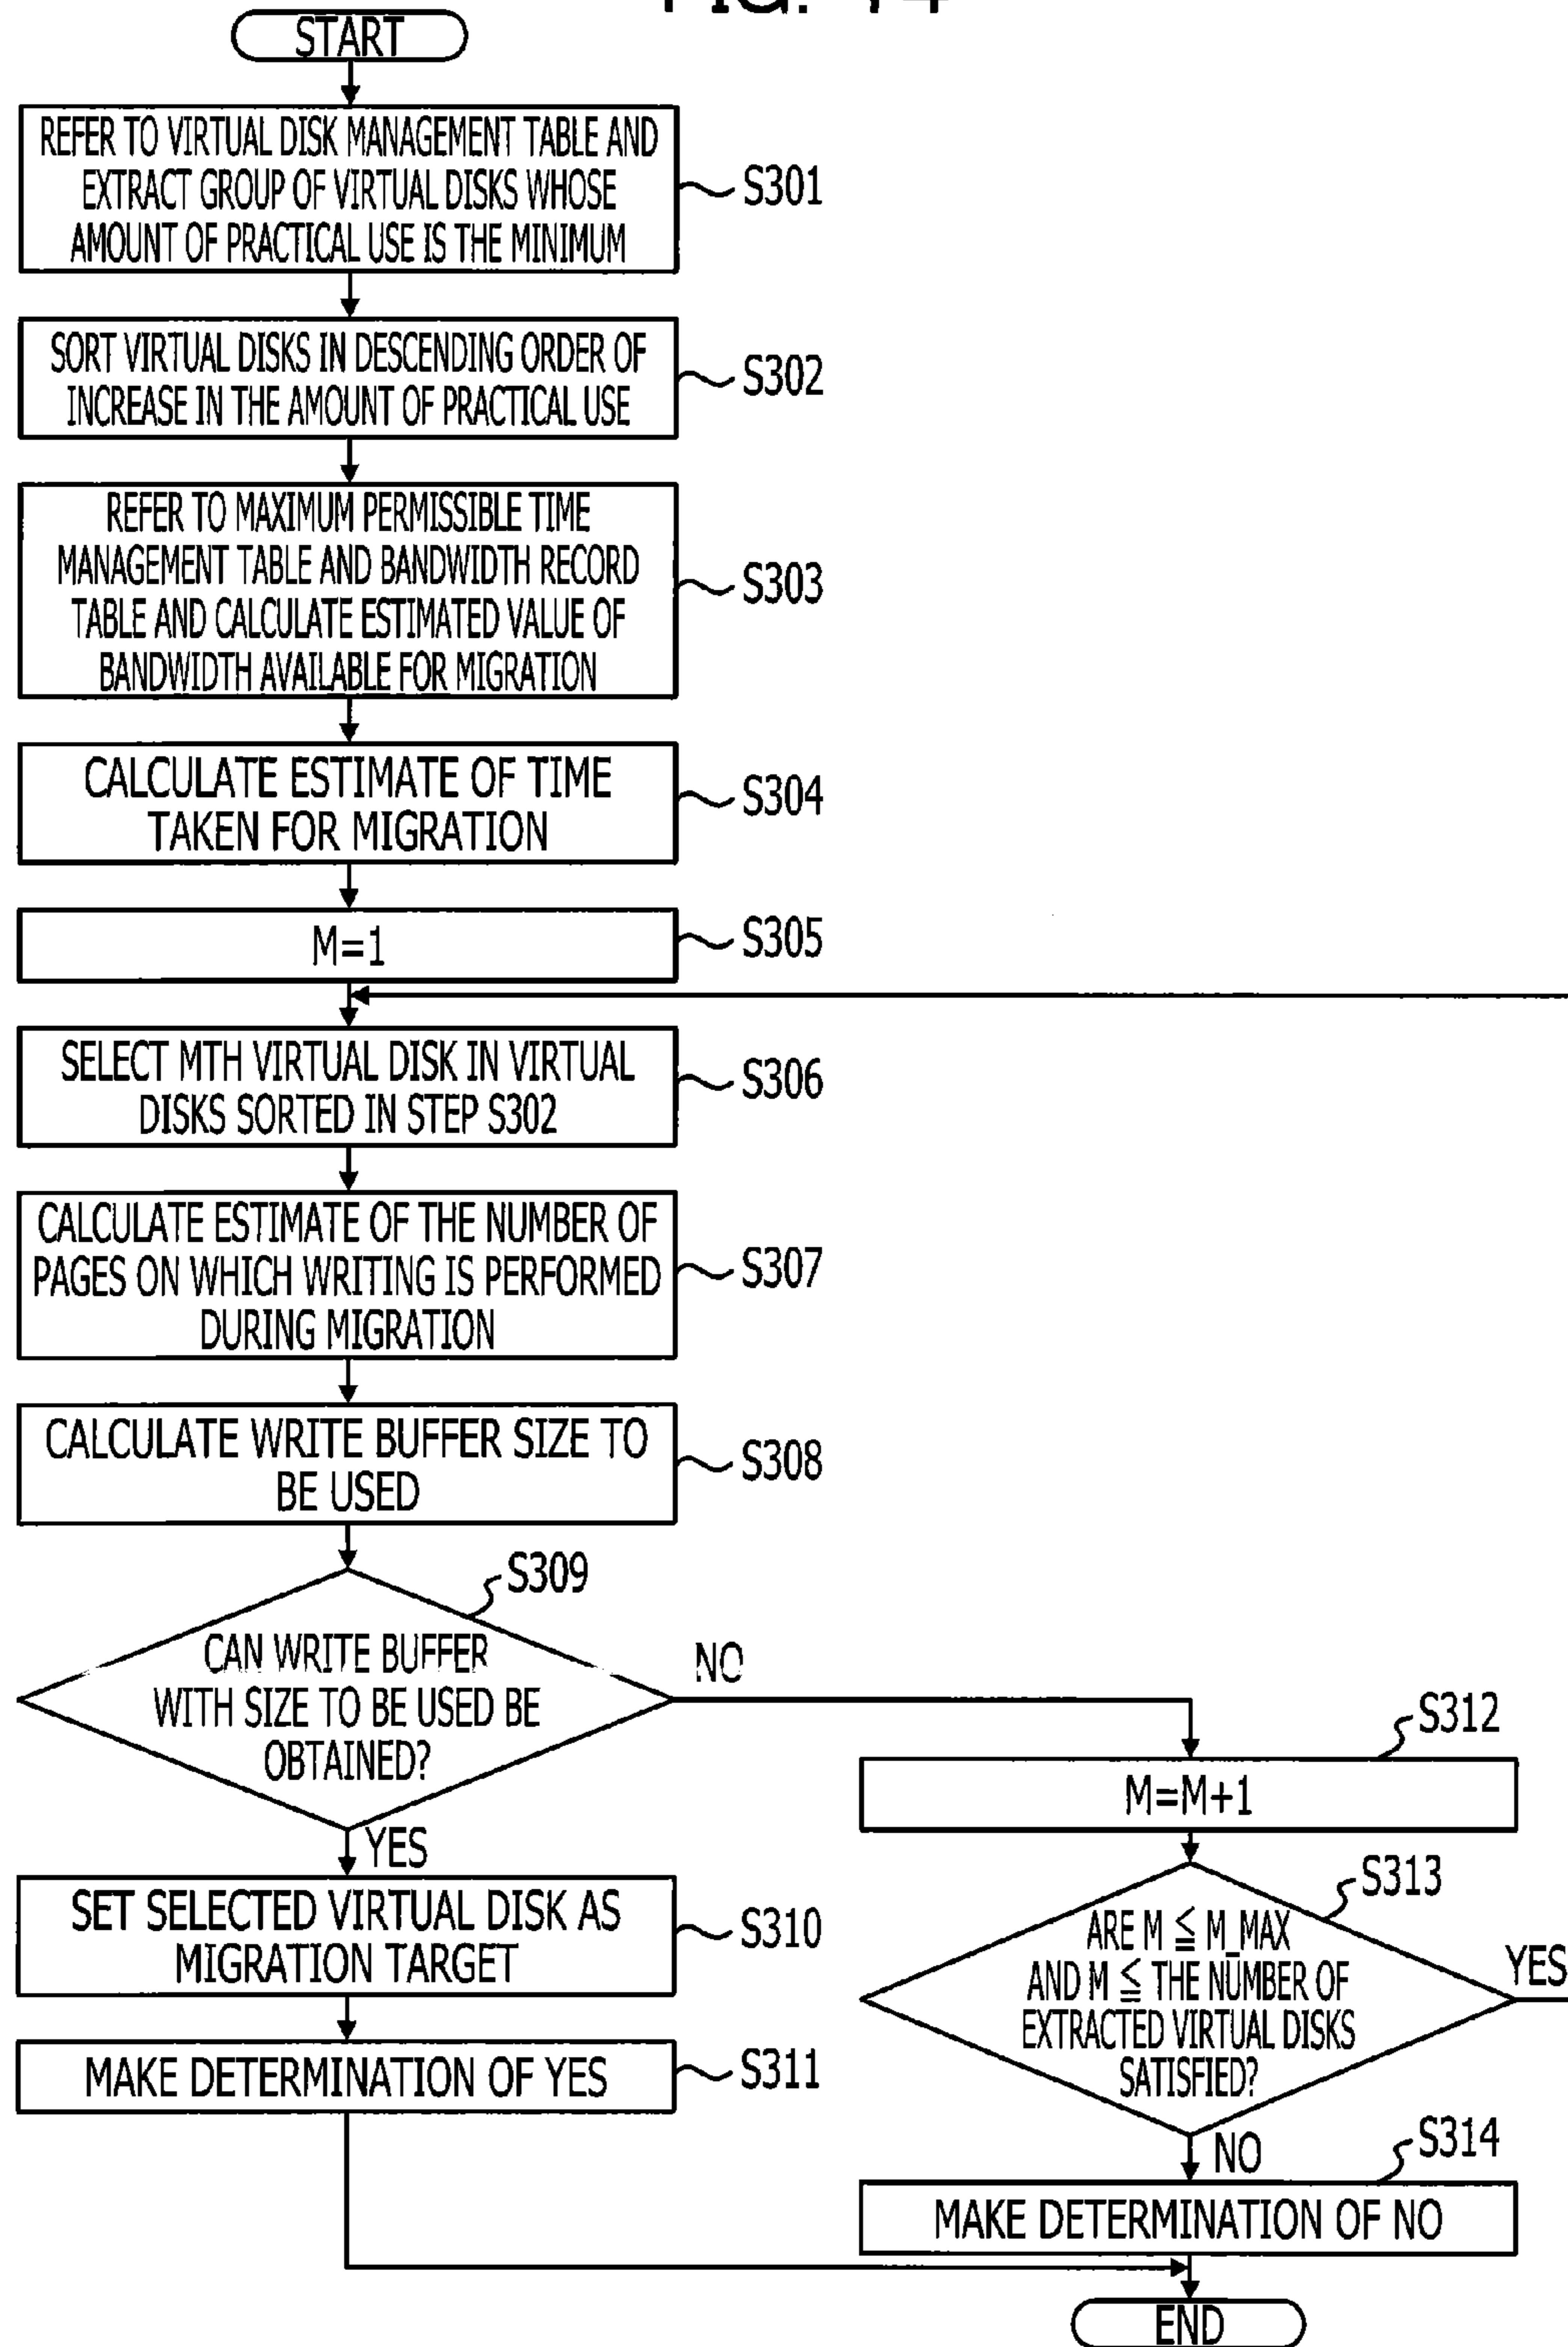 FIG. 14
START
REFER TO VIRTUAL DISK MANAGEMENT TABLE AND
EXTRACT GROUP OF VIRTUAL DISKS WHOSE
AMOUNT OF PRACTICAL USE IS THE MINIMUM
S301
SORT VIRTUAL DISKS IN DESCENDING ORDER OF
INCREASE IN THE AMOUNT OF PRACTICAL USE
S302
REFER TO MAXIMUM PERMISSIBLE TIME
MANAGEMENT TABLE AND BANDWIDTH RECORD
TABLE AND CALCULATE ESTIMATED VALUE OF
BANDWIDTH AVAILABLE FOR MIGRATION
S303
CALCULATE ESTIMATE OF TIME
TAKEN FOR MIGRATION
S304
M=1
S305
SELECT MTH VIRTUAL DISK IN VIRTUAL
DISKS SORTED IN STEP S302
S306
CALCULATE ESTIMATE OF THE NUMBER OF
PAGES ON WHICH WRITING IS PERFORMED
DURING MIGRATION
S307
CALCULATE WRITE BUFFER SIZE TO
BE USED
S308
S309
CAN WRITE BUFFER
WITH SIZE TO BE USED BE
OBTAINED?
NO
YES
SET SELECTED VIRTUAL DISK AS
MIGRATION TARGET
S310
MAKE DETERMINATION OF YES
S311
S312
M=M+1
S313
ARE M ≦ M_MAX
AND M ≦ THE NUMBER OF
EXTRACTED VIRTUAL DISKS
SATISFIED?
YES
NO
S314
MAKE DETERMINATION OF NO
END